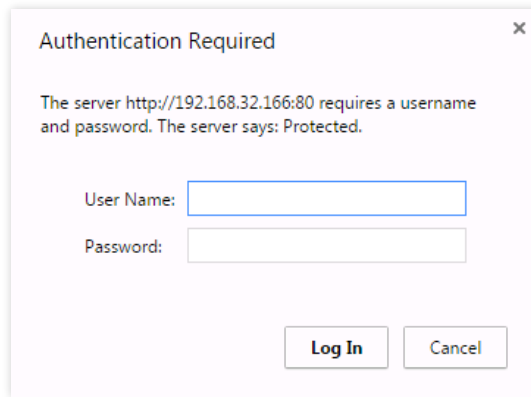 Authentication Required
The server http://192.168.32.166:80 requires a username
and password. The server says: Protected.
User Name:
Password:
Log In
Cancel